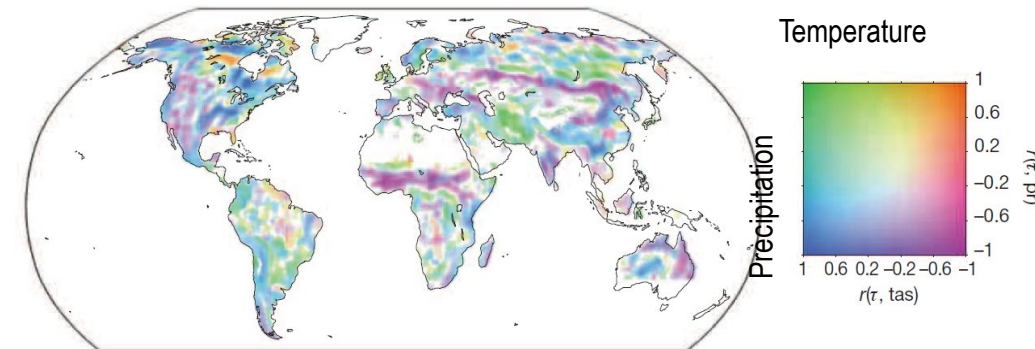 Temperature
Precipitation
1
0.6
0.2
–0.2
–0.6
–1
r(τ, pr)
1 0.6 0.2 –0.2 –0.6 –1
r(τ, tas)